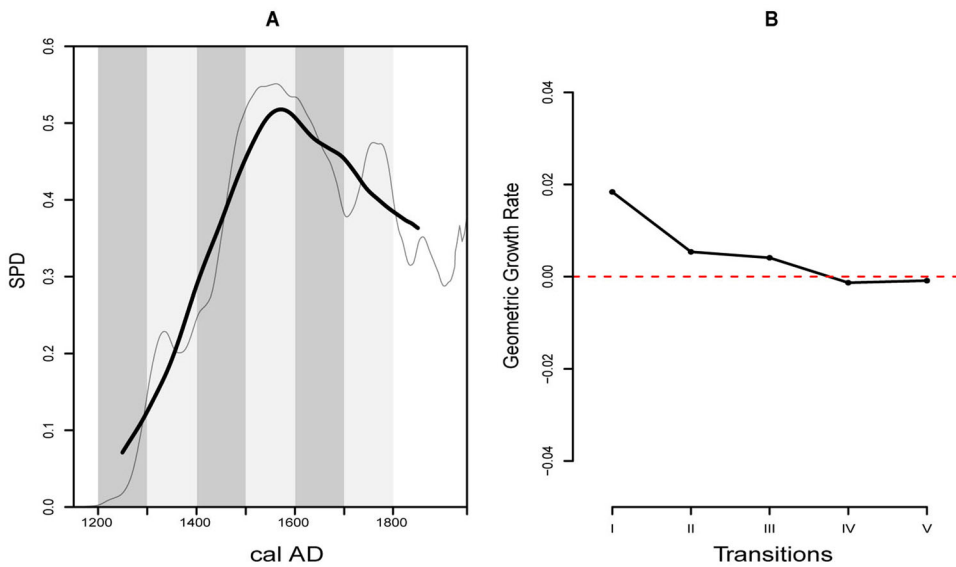 A
SPD
0.0 0.1 0.2 0.3 0.4 0.5 0.6
1200 1400 1600 1800
cal AD
B
Geometric Growth Rate
−0.04 −0.02 0.00 0.02 0.04
I II III IV V
Transitions